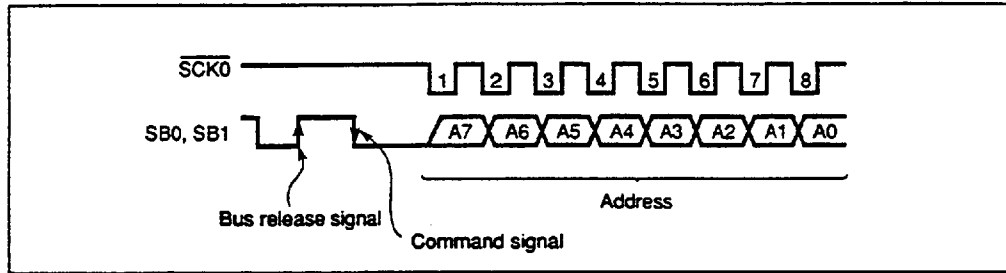 SCK0
1 2 3 4 5 6 7 8
SB0, SB1
A7 A6 A5 A4 A3 A2 A1 A0
Address
Bus release signal
Command signal